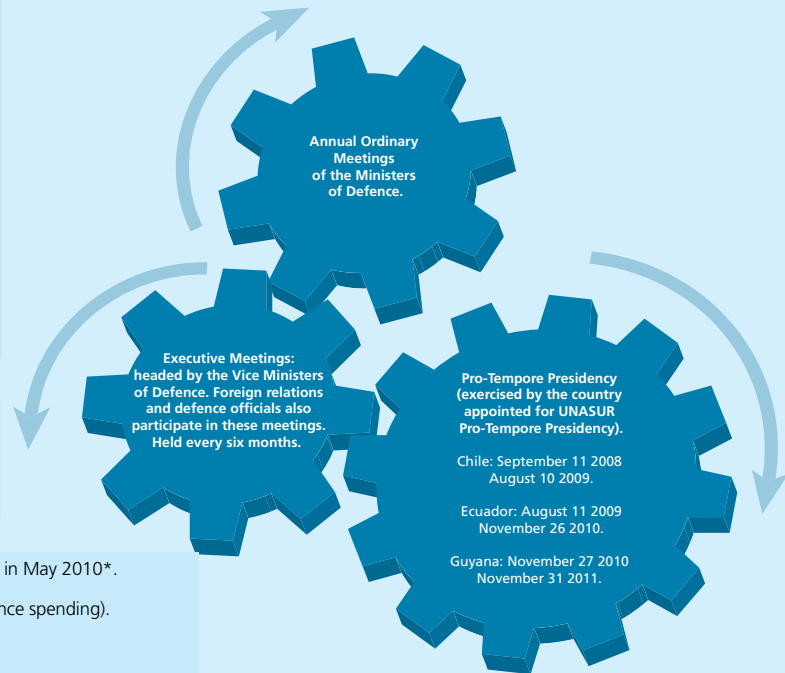 Annual Ordinary
Meetings
of the Ministers
of Defence.
Executive Meetings:
headed by the Vice Ministers
of Defence. Foreign relations
and defence officials also
participate in these meetings.
Held every six months.
Pro-Tempore Presidency
(exercised by the country
appointed for UNASUR
Pro-Tempore Presidency).
Chile: September 11 2008
August 10 2009.
Ecuador: August 11 2009
November 26 2010.
Guyana: November 27 2010
November 31 2011.
in May 2010*.
spending).